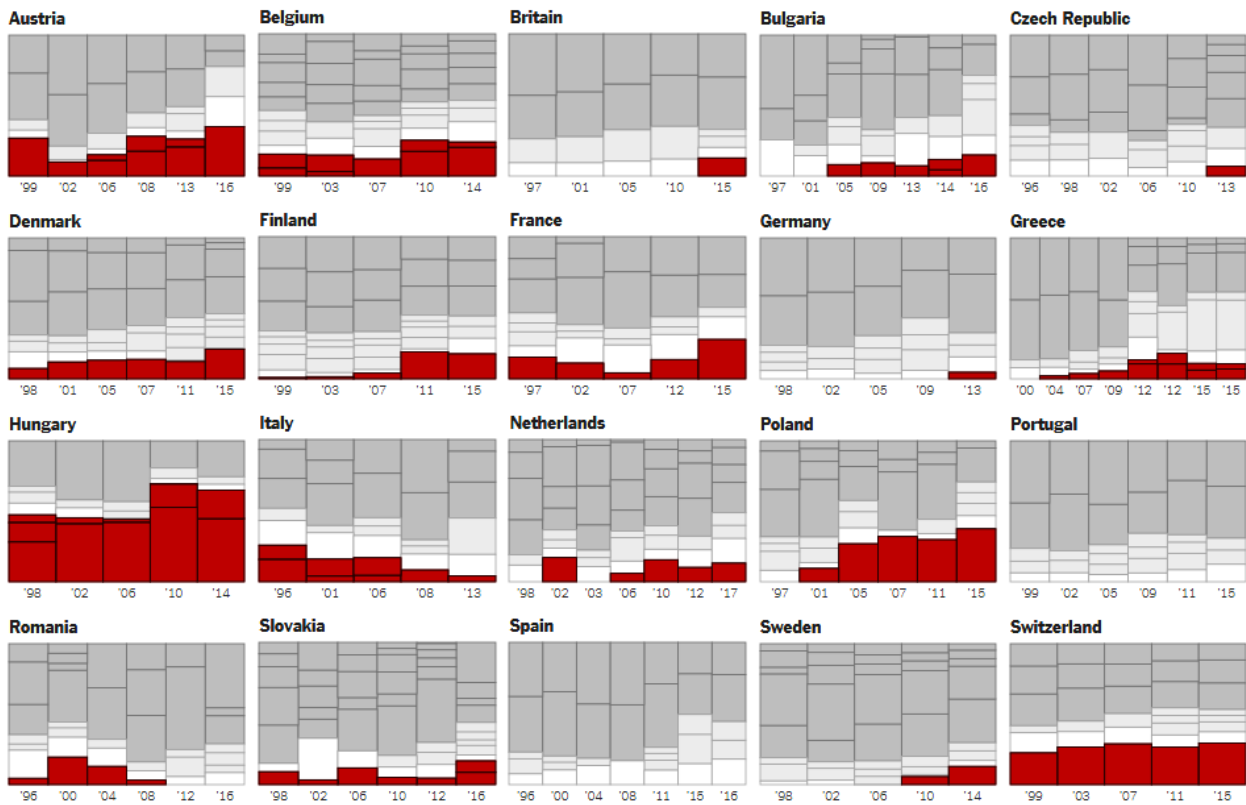 Austria Belgium Britain Bulgaria Czech Republic
'99 '02 '06 '08 '13 '16 '99 '03 '07 '10 '14 '97 '01 '05 '10 '15 '97 '01 '05 '09 '13 '14 '16 '96 '98 '02 '06 '10 '13
Denmark Finland France Germany Greece
'98 '01 '05 '07 '11 '15 '99 '03 '07 '11 '15 '97 '02 '07 '12 '15 '98 '02 '05 '09 '13 '00 '04 '07 '09 '12 '12 '15 '15
Hungary Italy Netherlands Poland Portugal
'98 '02 '06 '10 '14 '96 '01 '06 '08 '13 '98 '02 '03 '06 '10 '12 '17 '97 '01 '05 '07 '11 '15 '99 '02 '05 '09 '11 '15
Romania Slovakia Spain Sweden Switzerland
'96 '00 '04 '08 '12 '16 '98 '02 '06 '10 '12 '16 '96 '00 '04 '08 '11 '15 '16 '98 '02 '06 '10 '14 '99 '03 '07 '11 '15